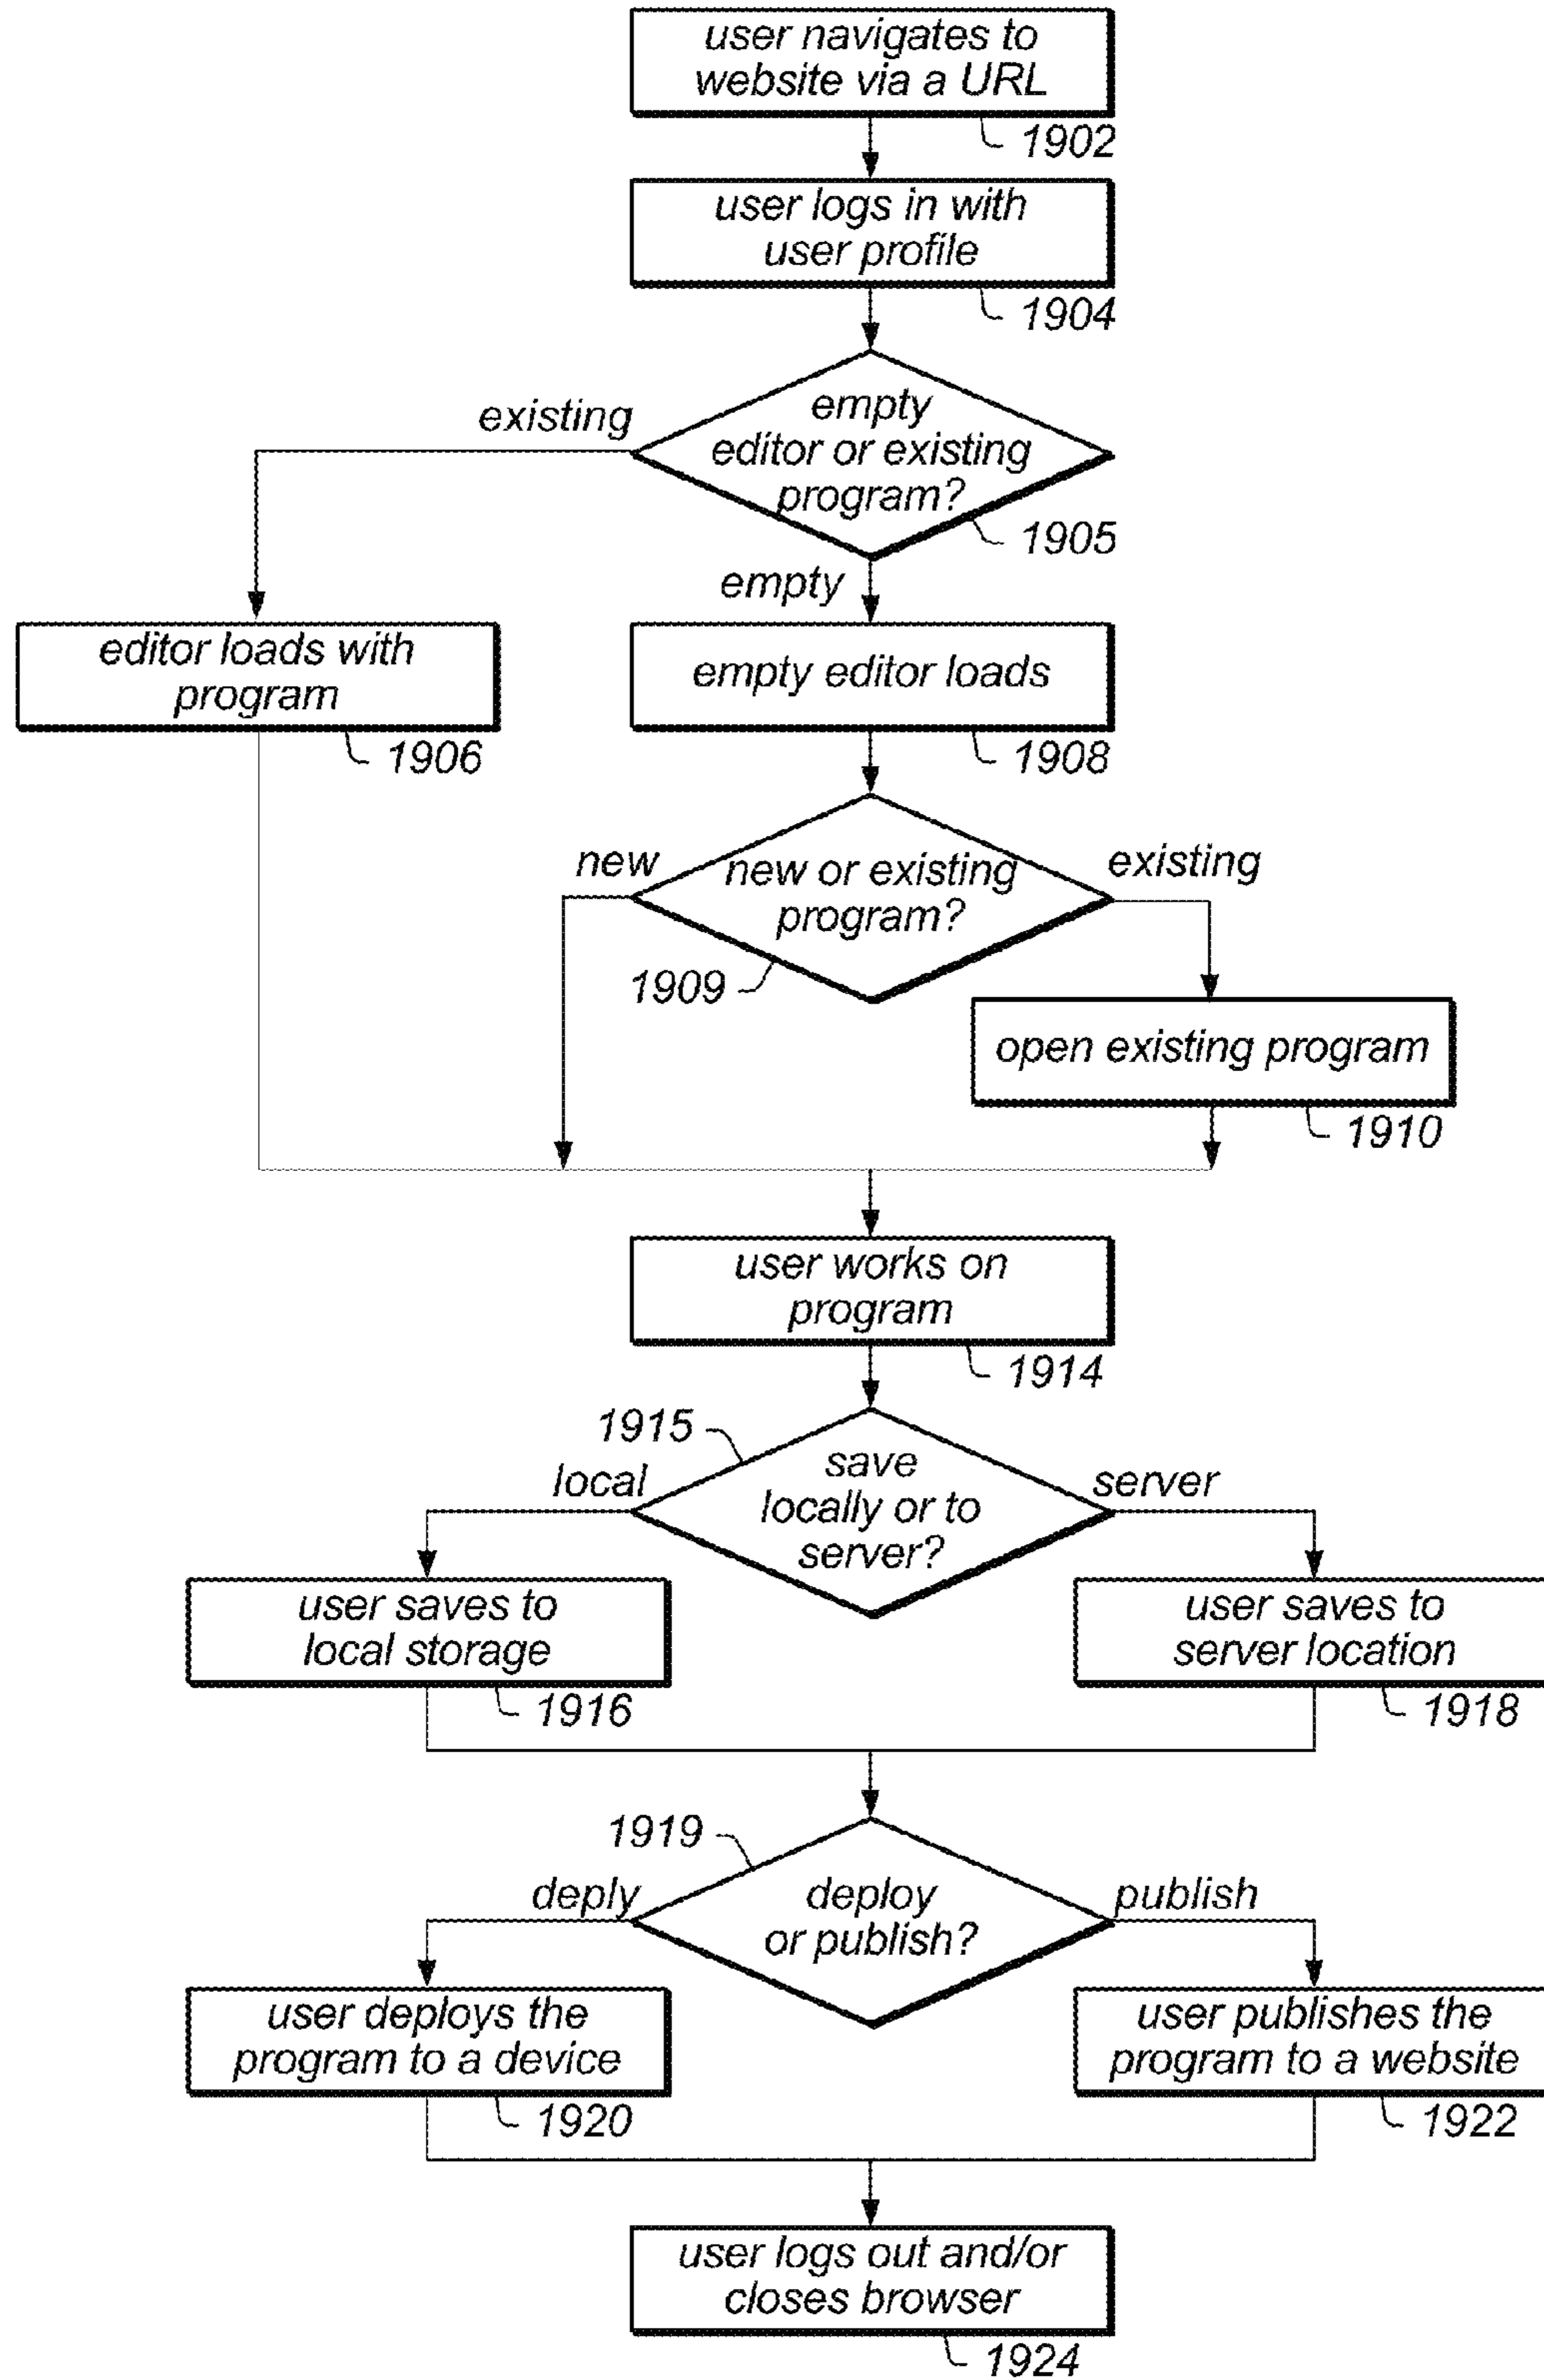 user navigates to
website via a URL
1902
user logs in with
user profile
1904
existing
empty
editor or existing
program?
1905
empty
editor loads with
program
1906
empty editor loads
1908
new
new or existing
program?
existing
1909
open existing program
1910
user works on
program
1914
1915
local
save
locally or to
server?
server
user saves to
local storage
1916
user saves to
server location
1918
1919
deply
deploy
or publish?
publish
user deploys the
program to a device
1920
user publishes the
program to a website
1922
user logs out and/or
closes browser
1924